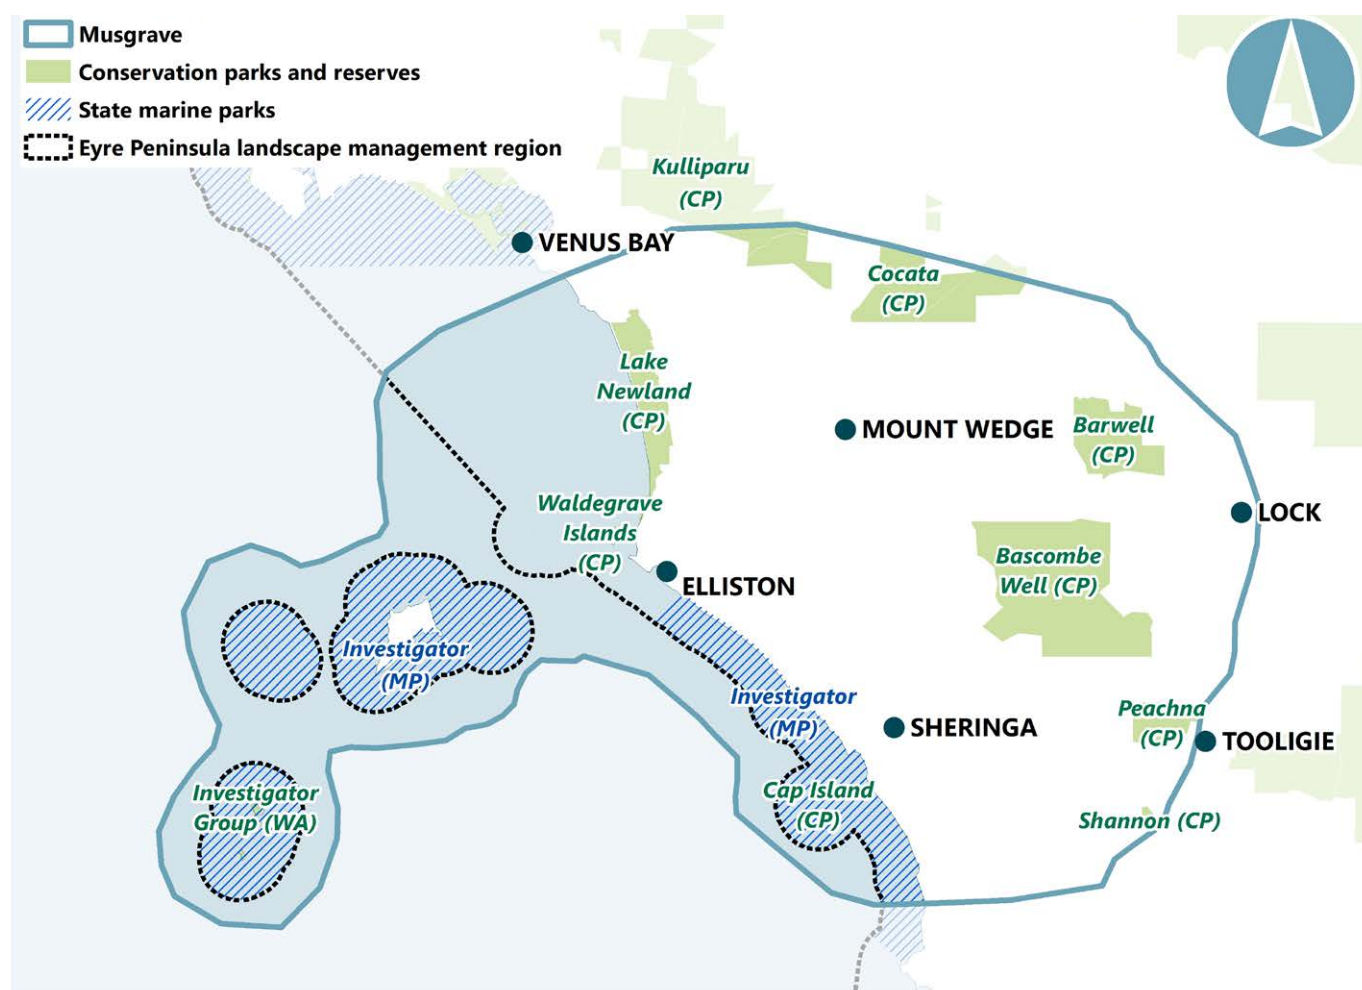 Musgrave
Conservation parks and reserves
State marine parks
Eyre Peninsula landscape management region
Kulliparu
(CP)
VENUS BAY
Cocata
(CP)
Lake
Newland
(CP)
MOUNT WEDGE
Barwell
(CP)
Waldegrave
Islands
(CP)
LOCK
Bascombe
Well (CP)
ELLISTON
Investigator
(MP)
Investigator
(MP)
SHERINGA
Peachna
(CP)
TOOLIGIE
Investigator
Group (WA)
Cap Island
(CP)
Shannon (CP)